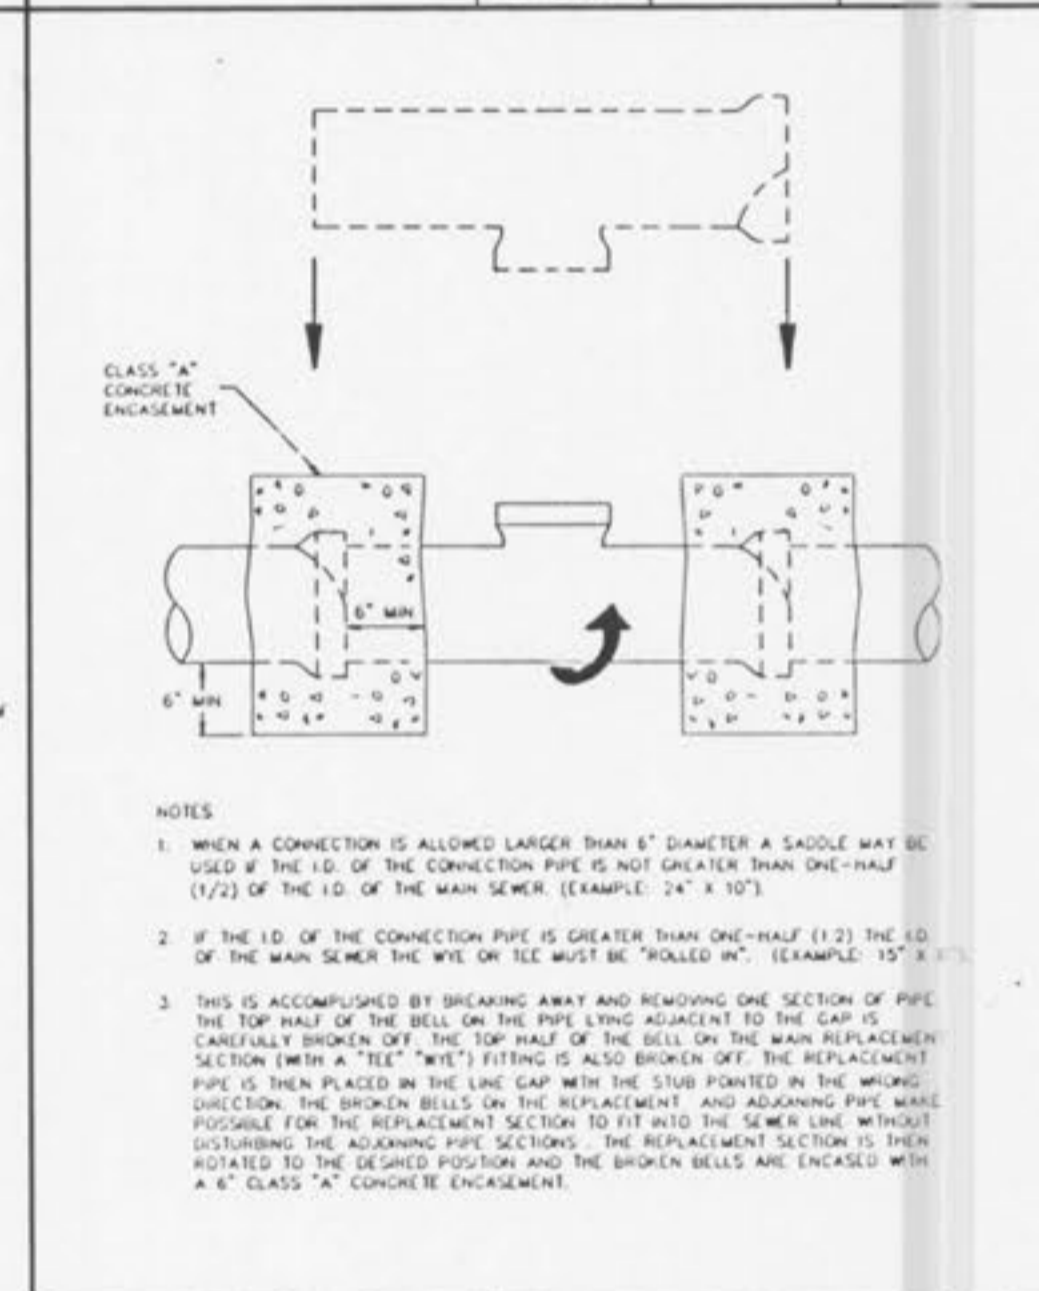 CLASS "A"
CONCRETE
ENCASEMENT
6" MIN
6" MIN
NOTES
1. WHEN A CONNECTION IS ALLOWED LARGER THAN 6" DIAMETER A SADDLE MAY BE
USED IF THE I.D. OF THE CONNECTION PIPE IS NOT GREATER THAN ONE-HALF
(1/2) OF THE I.D. OF THE MAIN SEWER. (EXAMPLE: 24" X 10").
2. IF THE I.D. OF THE CONNECTION PIPE IS GREATER THAN ONE-HALF (1/2) THE I.D.
OF THE MAIN SEWER THE WYE OR TEE MUST BE "ROLLED IN". (EXAMPLE: 15" X
3. THIS IS ACCOMPLISHED BY BREAKING AWAY AND REMOVING ONE SECTION OF PIPE.
THE TOP HALF OF THE BELL ON THE PIPE LYING ADJACENT TO THE GAP IS
CAREFULLY BROKEN OFF. THE TOP HALF OF THE BELL ON THE MAIN REPLACEMENT
SECTION (WITH A "TEE" "WYE") FITTING IS ALSO BROKEN OFF. THE REPLACEMENT
PIPE IS THEN PLACED IN THE LINE GAP WITH THE STUB POINTED IN THE WRONG
DIRECTION. THE BROKEN BELLS ON THE REPLACEMENT AND ADJOINING PIPE MAKE
POSSIBLE FOR THE REPLACEMENT SECTION TO FIT INTO THE SEWER LINE WITHOUT
DISTURBING THE ADJOINING PIPE SECTIONS. THE REPLACEMENT SECTION IS THEN
ROTATED TO THE DESIRED POSITION AND THE BROKEN BELLS ARE ENCASED WITH
A 6" CLASS "A" CONCRETE ENCASEMENT.